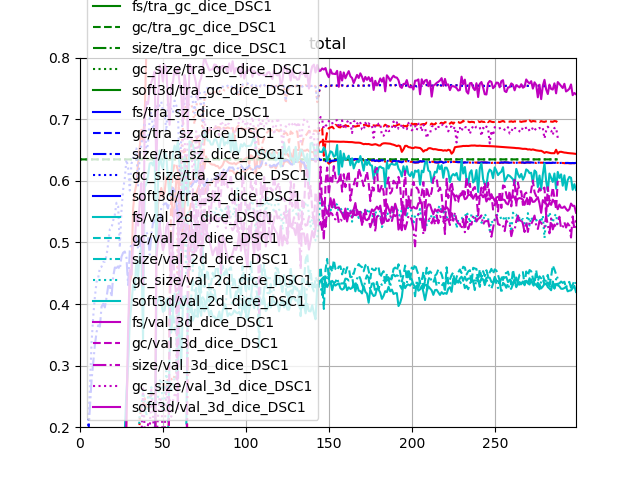 total
fs/tra_gc_dice_DSC1
gc/tra_gc_dice_DSC1
size/tra_gc_dice_DSC1
gc_size/tra_gc_dice_DSC1
soft3d/tra_gc_dice_DSC1
fs/tra_sz_dice_DSC1
gc/tra_sz_dice_DSC1
size/tra_sz_dice_DSC1
gc_size/tra_sz_dice_DSC1
soft3d/tra_sz_dice_DSC1
fs/val_2d_dice_DSC1
gc/val_2d_dice_DSC1
size/val_2d_dice_DSC1
gc_size/val_2d_dice_DSC1
soft3d/val_2d_dice_DSC1
fs/val_3d_dice_DSC1
gc/val_3d_dice_DSC1
size/val_3d_dice_DSC1
gc_size/val_3d_dice_DSC1
soft3d/val_3d_dice_DSC1
0.8
0.7
0.6
0.5
0.4
0.3
0.2
0 50 100 150 200 250